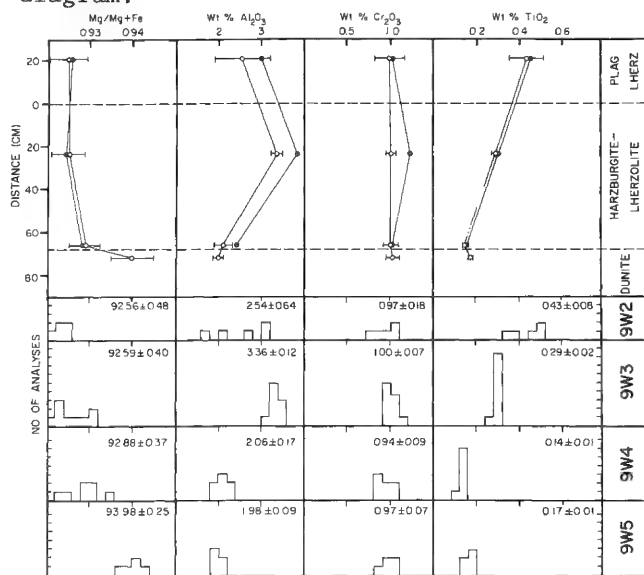 diagram.
Mg/Mg+Fe Wt % Al2O3 Wt % Cr2O3 Wt % TiO2
0.93 0.94 2 3 0.5 1.0 0.2 0.4 0.6
20
0
20
40
60
80
DISTANCE (CM)
PLAG LHERZ
HARZBURGITE-LHERZOLITE
DUNITE
NO OF ANALYSES
92.56±0.48 2.54±0.64 0.97±0.18 0.43±0.08 9W2
92.59±0.40 3.36±0.12 1.00±0.07 0.29±0.02 9W3
92.88±0.37 2.06±0.17 0.94±0.09 0.14±0.01 9W4
93.98±0.25 1.98±0.09 0.97±0.07 0.17±0.01 9W5